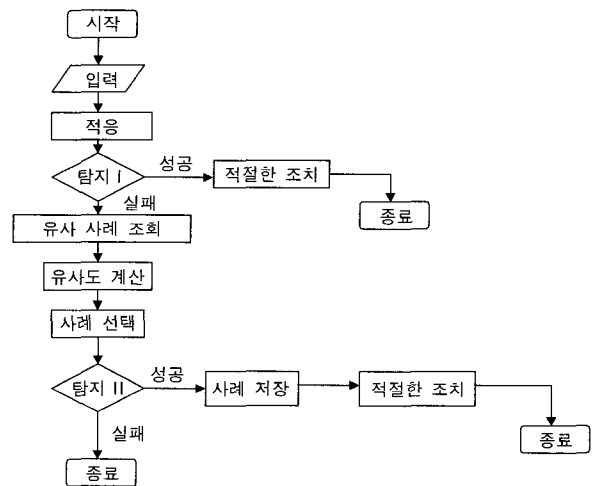 시작
입력
적응
탐지 I
성공
적절한 조치
종료
실패
유사 사례 조회
유사도 계산
사례 선택
탐지 II
성공
사례 저장
적절한 조치
종료
실패
종료